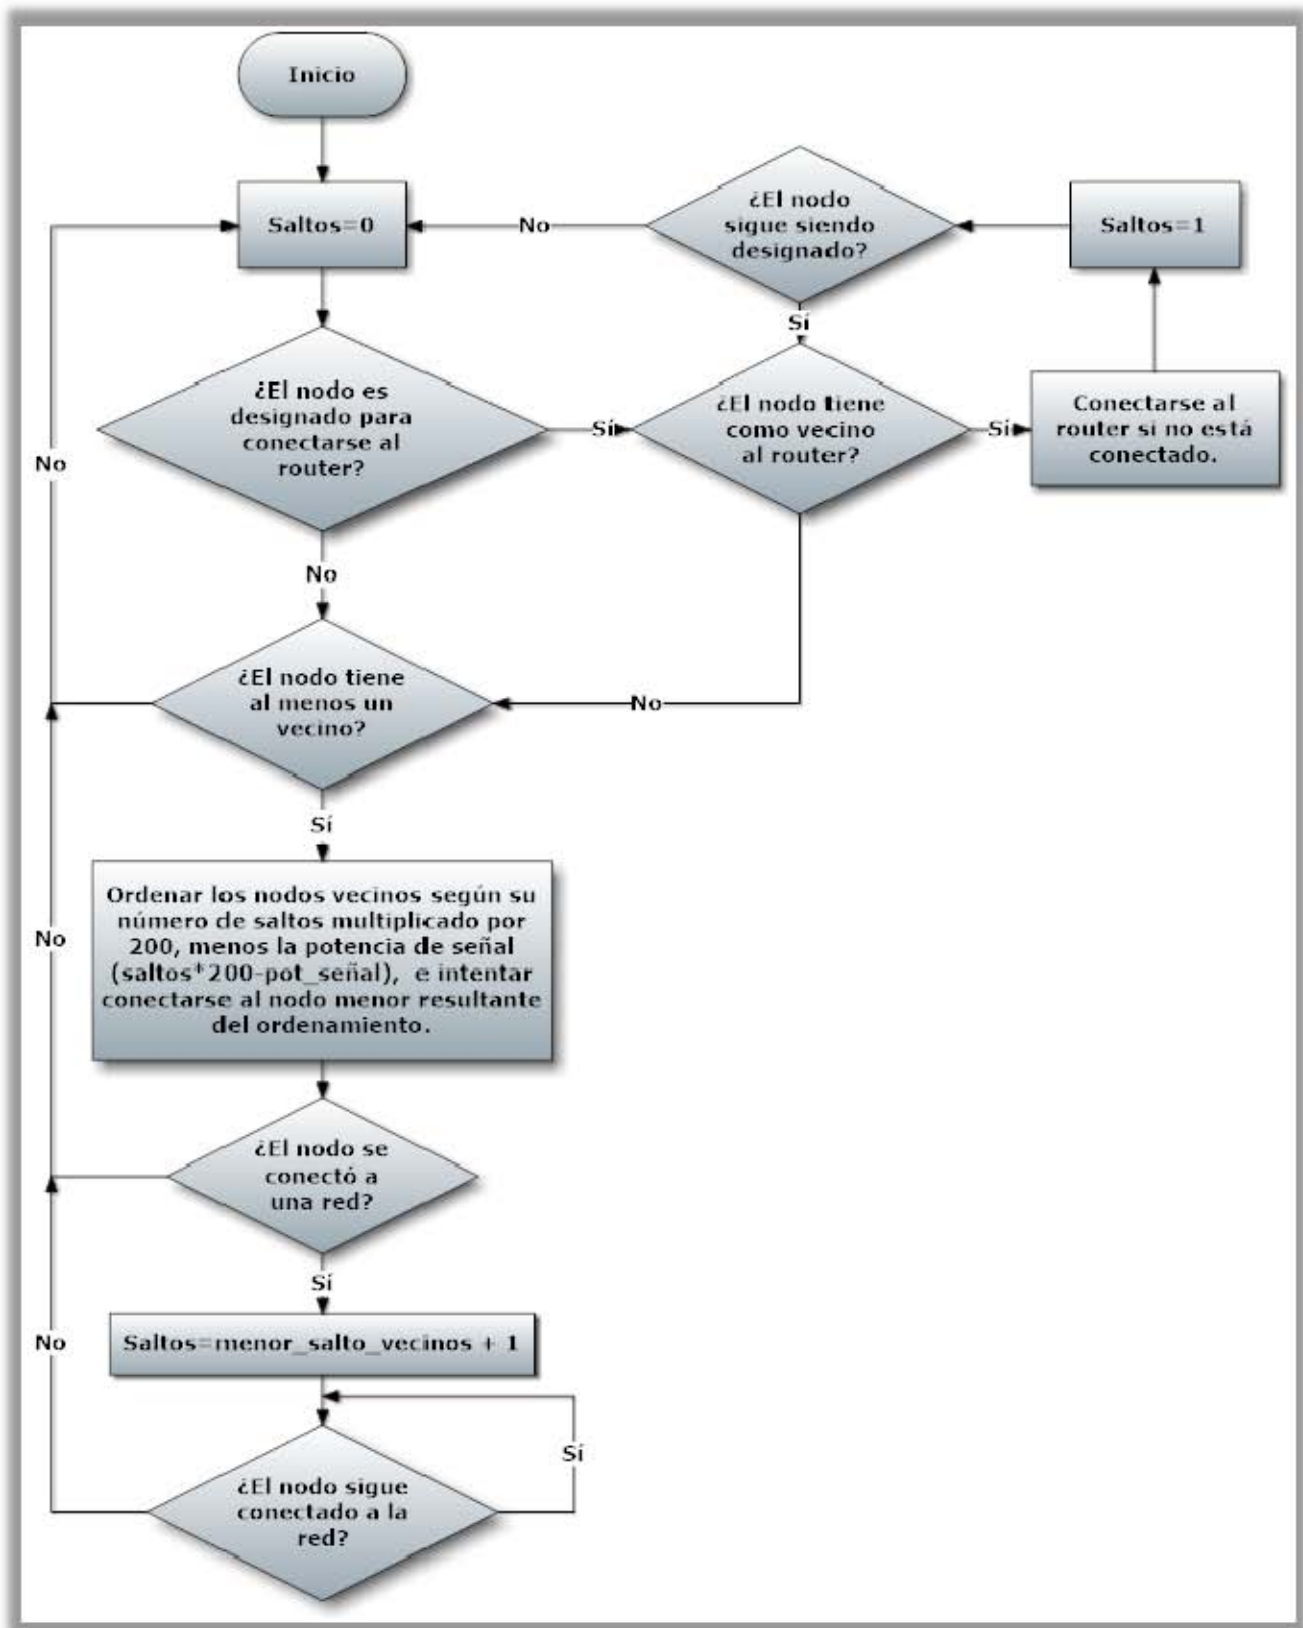 Inicio
Saltos=0
No
¿El nodo
sigue siendo
designado?
Saltos=1
Sí
¿El nodo es
designado para
conectarse al
router?
Sí
¿El nodo tiene
como vecino
al router?
Sí
Conectarse al
router si no está
conectado.
No
No
¿El nodo tiene
al menos un
vecino?
No
Sí
Ordenar los nodos vecinos según su
número de saltos multiplicado por
200, menos la potencia de señal
(saltos*200-pot_señal), e intentar
conectarse al nodo menor resultante
del ordenamiento.
No
¿El nodo se
conectó a
una red?
Sí
No
Saltos=menor_salto_vecinos + 1
Sí
¿El nodo sigue
conectado a la
red?